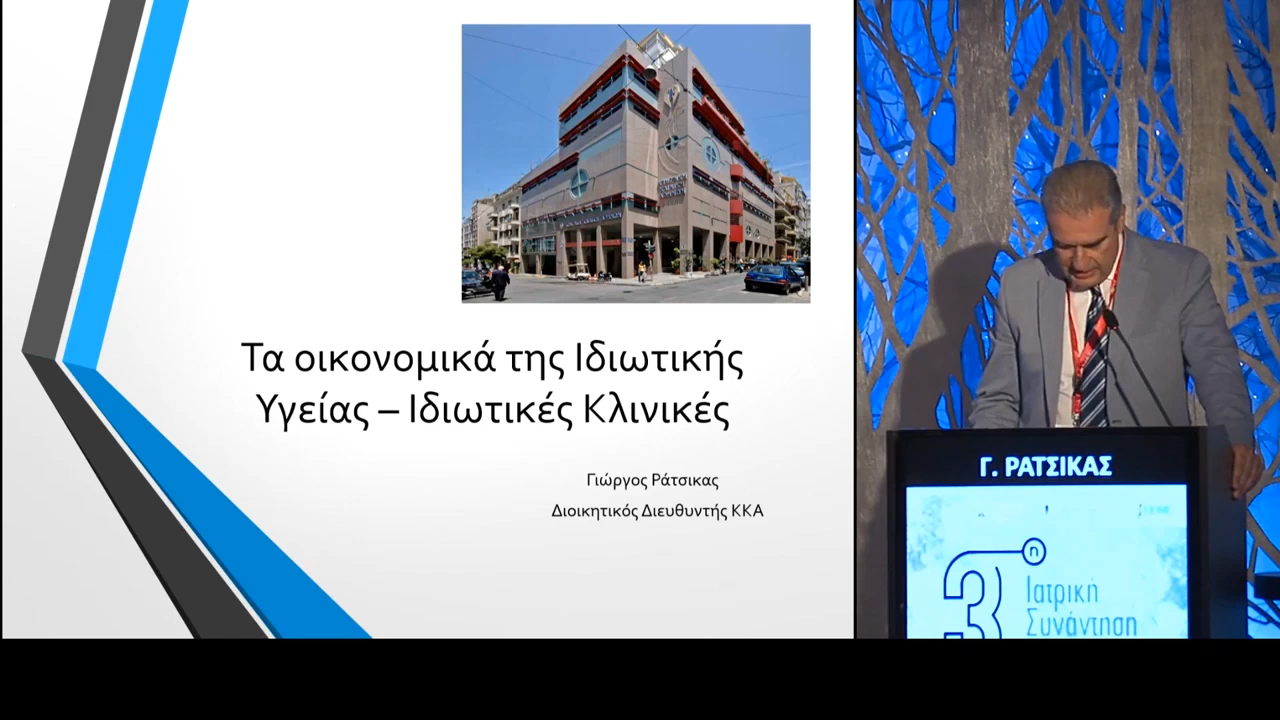 Τα οικονομικά της Ιδιωτικής
Υγείας – Ιδιωτικές Κλινικές
Γιώργος Ράτσικας
Διοικητικός Διευθυντής ΚΚΑ
Γ. ΡΑΤΣΙΚΑΣ
3η
Ιατρική
Συνάντηση